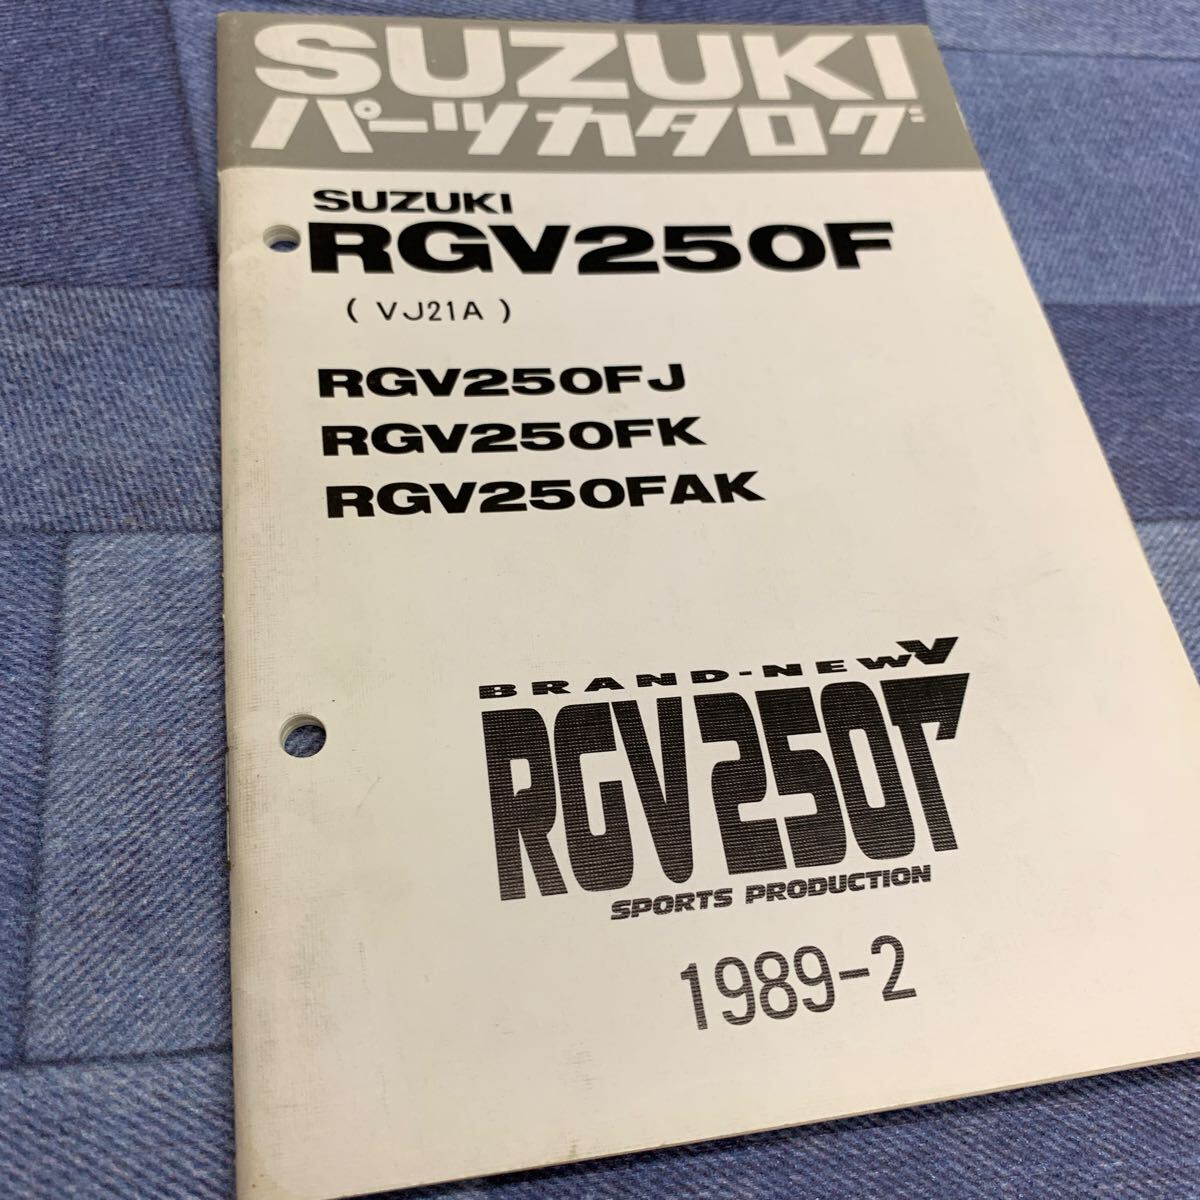 SUZUKI
パーツカタログ
SUZUKI
RGV250F
( VJ21A )
RGV250FJ
RGV250FK
RGV250FAK
BRAND-NEW V
RGV250Γ
SPORTS PRODUCTION
1989-2